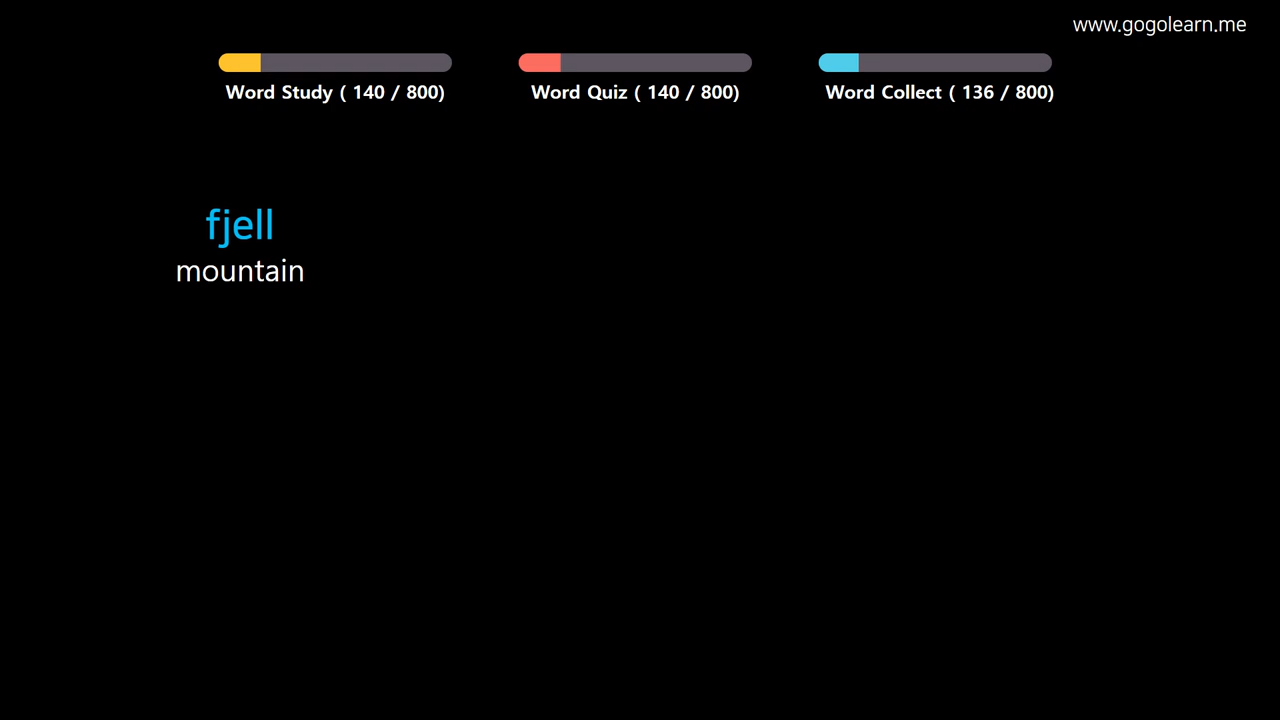 www.gogolearn.me
Word Study ( 140 / 800)
Word Quiz ( 140 / 800)
Word Collect ( 136 / 800)
fjell
mountain